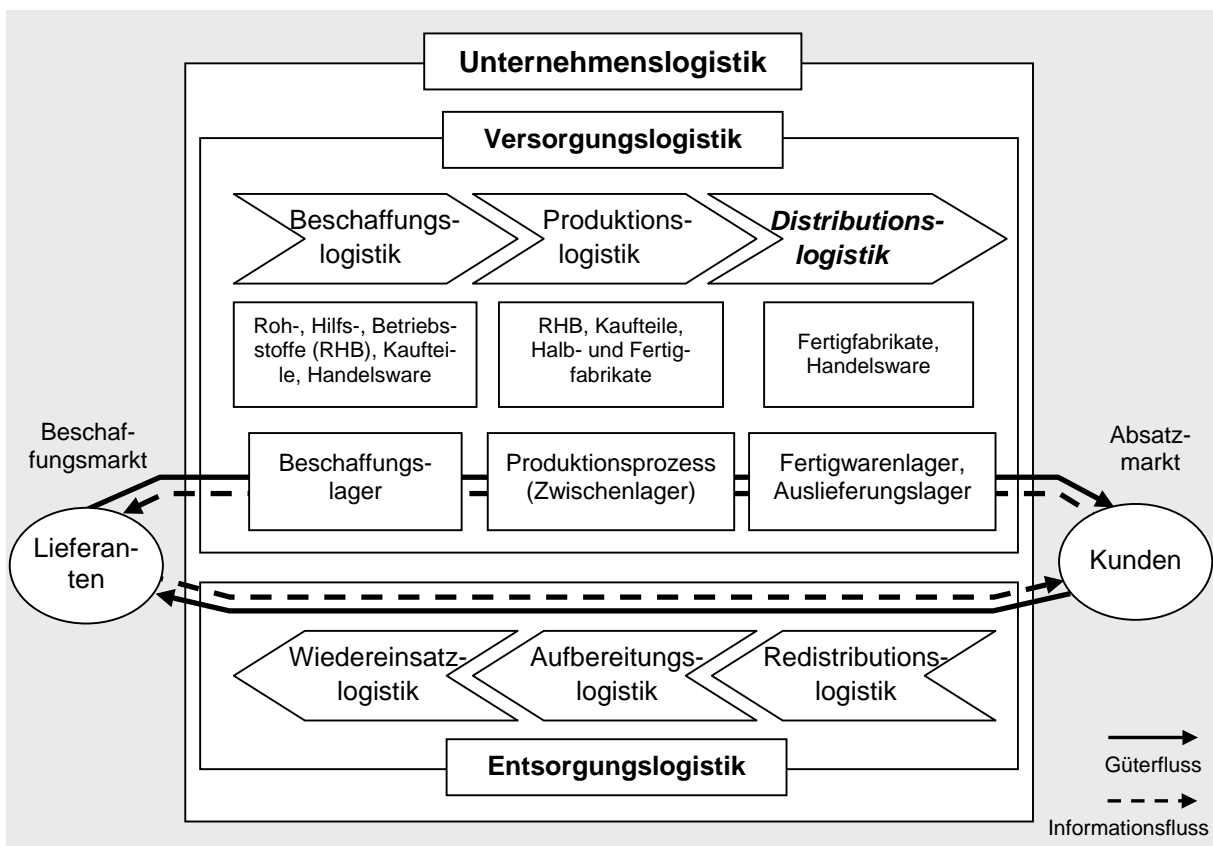 Unternehmenslogistik
Versorgungslogistik
Beschaffungs-
logistik
Produktions-
logistik
Distributions-
logistik
Roh-, Hilfs-, Betriebs-
stoffe (RHB), Kauftei-
le, Handelsware
RHB, Kaufteile,
Halb- und Fertig-
fabrikate
Fertigfabrikate,
Handelsware
Beschaf-
fungsmarkt
Absatz-
markt
Beschaffungs-
lager
Produktionsprozess
(Zwischenlager)
Fertigwarenlager,
Auslieferungslager
Lieferan-
ten
Kunden
Wiedereinsatz-
logistik
Aufbereitungs-
logistik
Redistributions-
logistik
Entsorgungslogistik
Güterfluss
Informationsfluss